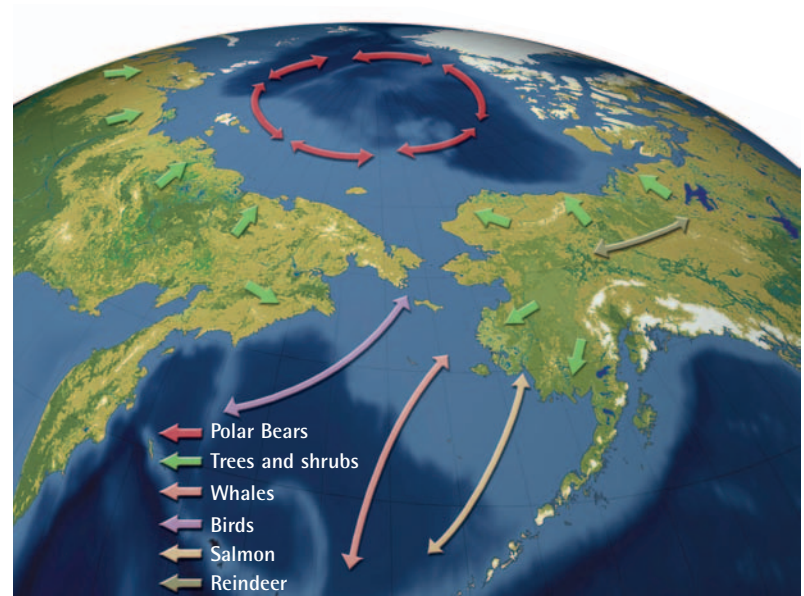 Polar Bears
Trees and shrubs
Whales
Birds
Salmon
Reindeer